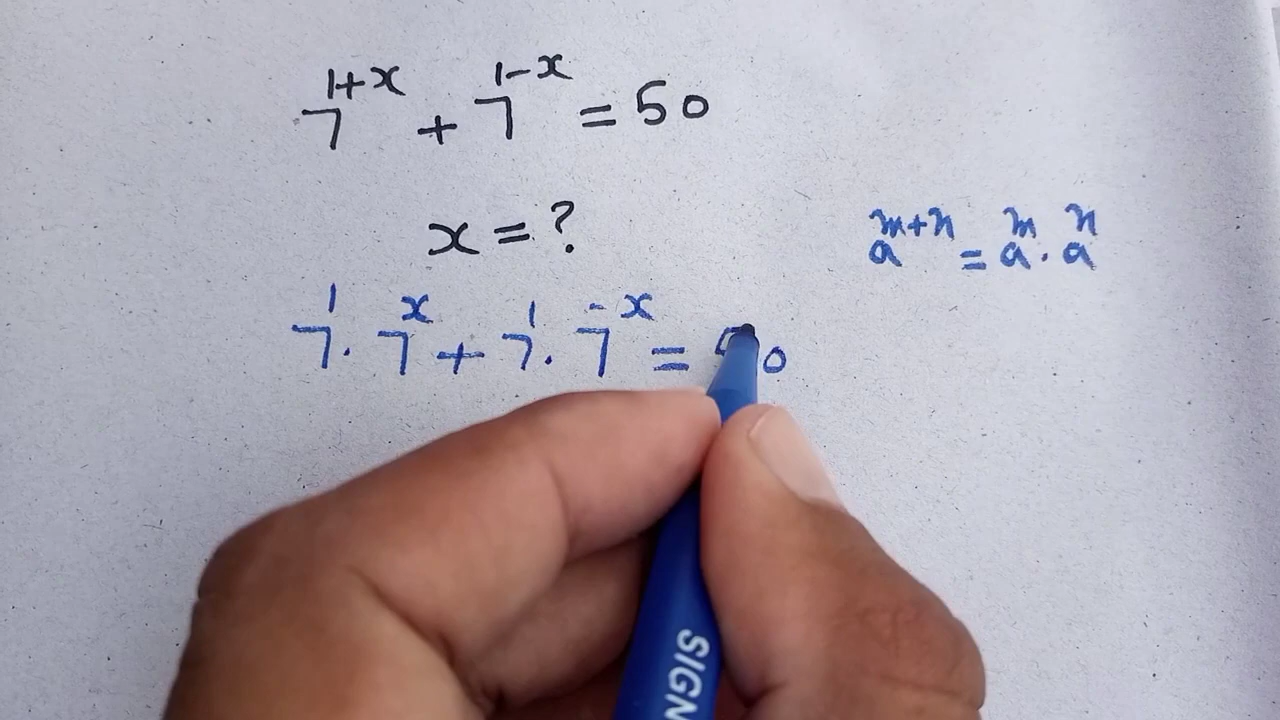 7^{1+x} + 7^{1-x} = 50
x = ?
a^{m+n} = a^m . a^n
7^1 . 7^x + 7^1 . 7^{-x} = 50
SIGN